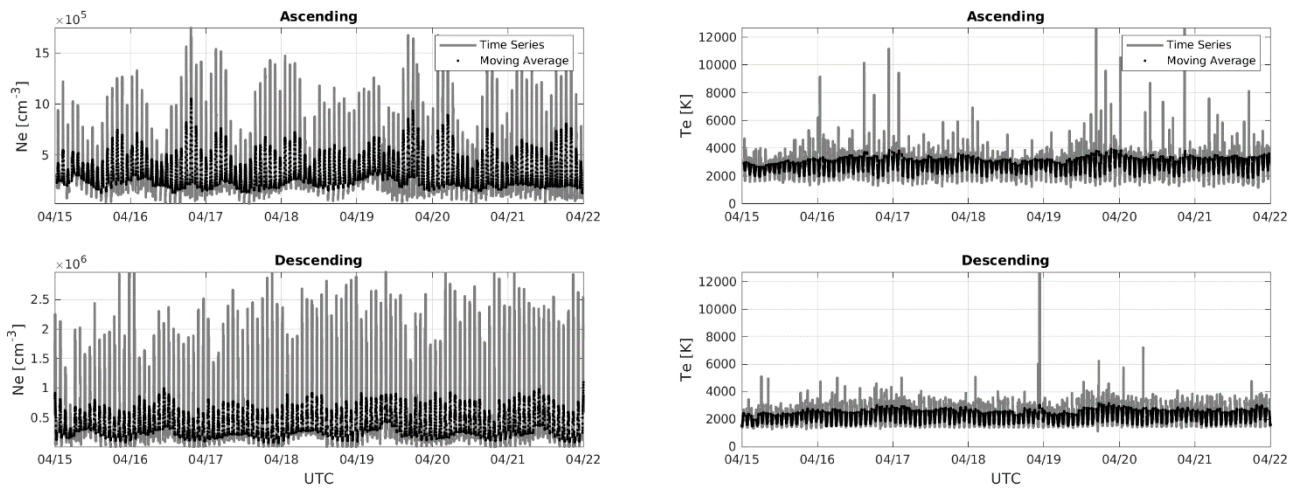 Ascending
×10⁵
15
10
5
Ne [cm⁻³]
Time Series
Moving Average
04/15 04/16 04/17 04/18 04/19 04/20 04/21 04/22
Descending
×10⁶
2.5
2
1.5
1
0.5
Ne [cm⁻³]
04/15 04/16 04/17 04/18 04/19 04/20 04/21 04/22
UTC
Ascending
12000
10000
8000
6000
4000
2000
0
Te [K]
Time Series
Moving Average
04/15 04/16 04/17 04/18 04/19 04/20 04/21 04/22
Descending
12000
10000
8000
6000
4000
2000
0
Te [K]
04/15 04/16 04/17 04/18 04/19 04/20 04/21 04/22
UTC